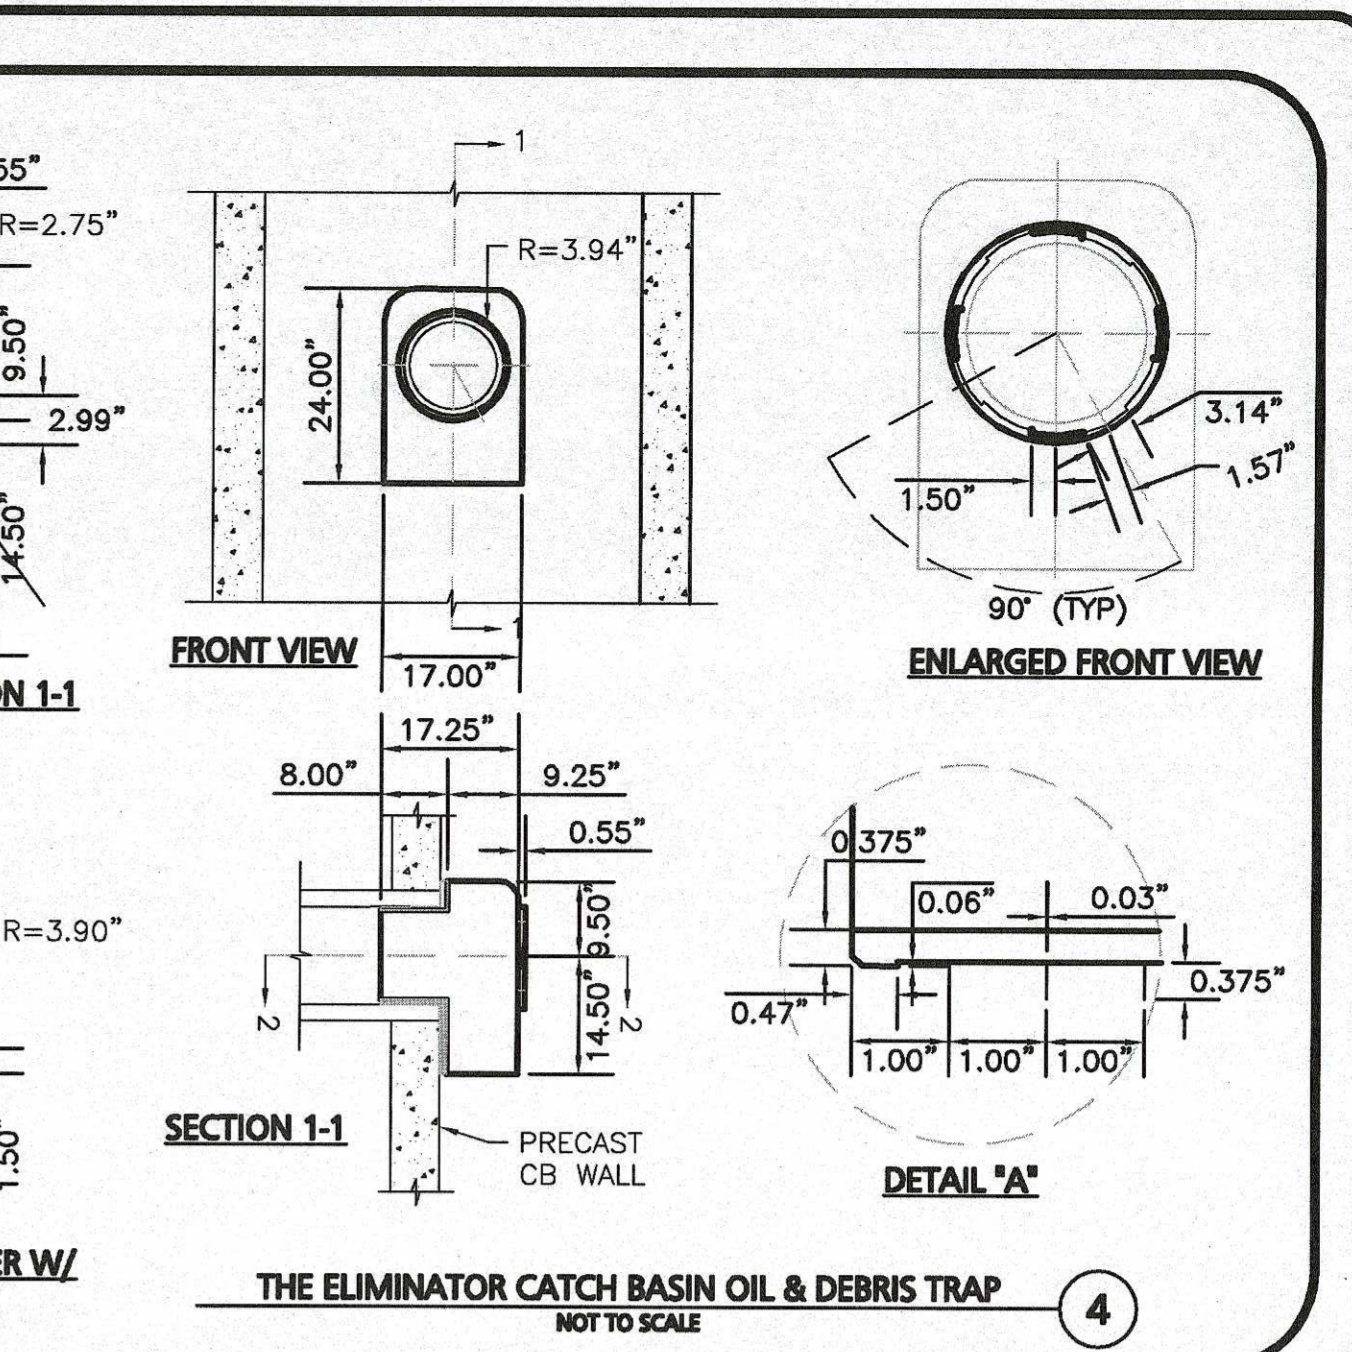 55"
R=2.75"
9.50"
2.99"
14.50"
ON 1-1
R=3.90"
1.50"
ER W/
1
R=3.94"
24.00"
1
FRONT VIEW
17.00"
3.14"
1.57"
1.50"
90° (TYP)
ENLARGED FRONT VIEW
17.25"
8.00"
9.25"
0.55"
9.50"
14.50"
2
2
SECTION 1-1
PRECAST
CB WALL
0.375"
0.06"
0.03"
0.375"
0.47"
1.00"
1.00"
1.00"
DETAIL "A"
THE ELIMINATOR CATCH BASIN OIL & DEBRIS TRAP
NOT TO SCALE
4